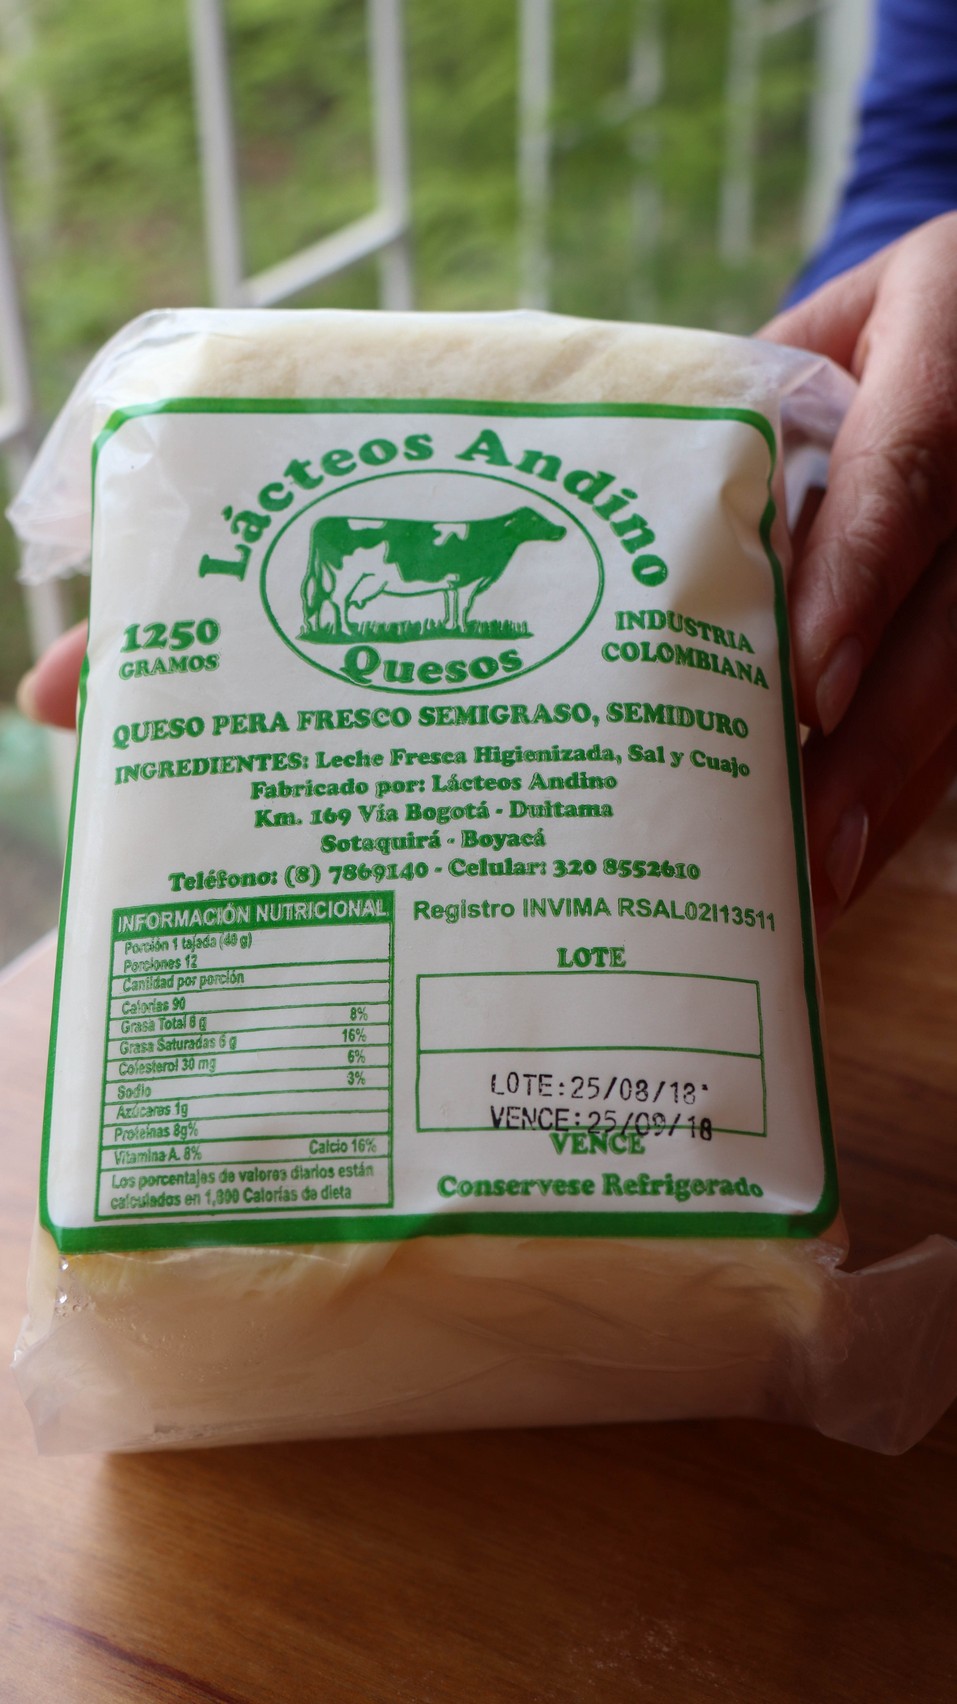 Lácteos Andino
Quesos
1250
GRAMOS
INDUSTRIA
COLOMBIANA
QUESO PERA FRESCO SEMIGRASO, SEMIDURO
INGREDIENTES: Leche Fresca Higienizada, Sal y Cuajo
Fabricado por: Lácteos Andino
Km. 169 Vía Bogotá - Duitama
Sotaquirá - Boyacá
Teléfono: (8) 7869140 - Celular: 320 8552610
INFORMACIÓN NUTRICIONAL
Porción 1 tajada (40 g)
Porciones 12
Cantidad por porción
Calorías 90
Grasa Total 6 g 8%
Grasa Saturadas 6 g 16%
Colesterol 30 mg 6%
Sodio 3%
Azúcares 1g
Proteínas 8g%
Vitamina A. 8% Calcio 16%
Los porcentajes de valores diarios están
calculados en Calorías de dieta
Registro INVIMA RSAL02I13511
LOTE
LOTE:25/08/18
VENCE:25/09/18
VENCE
Conservese Refrigerado